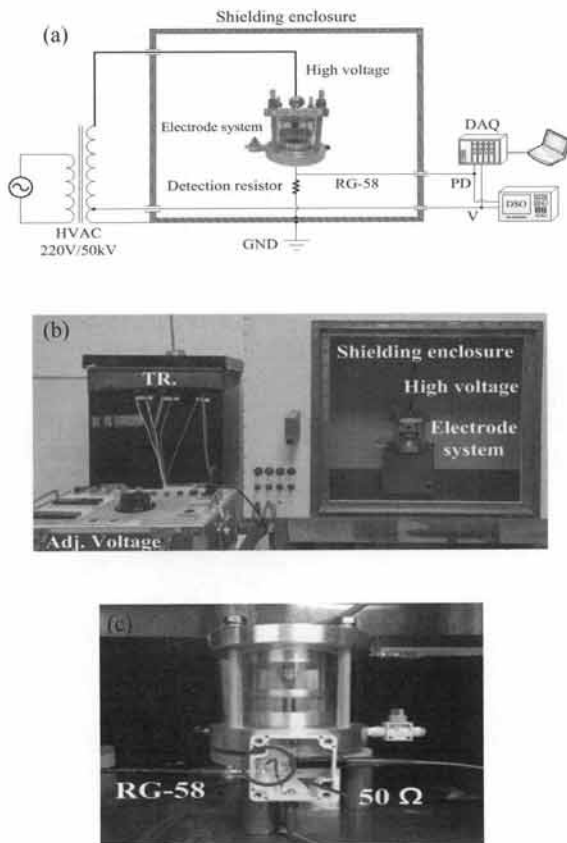 (a)
Shielding enclosure
High voltage
Electrode system
DAQ
Detection resistor
RG-58
PD
DSO
V
HVAC
220V/50kV
GND
(b)
Shielding enclosure
TR.
High voltage
Electrode
system
Adj. Voltage
(c)
RG-58
50 Ω